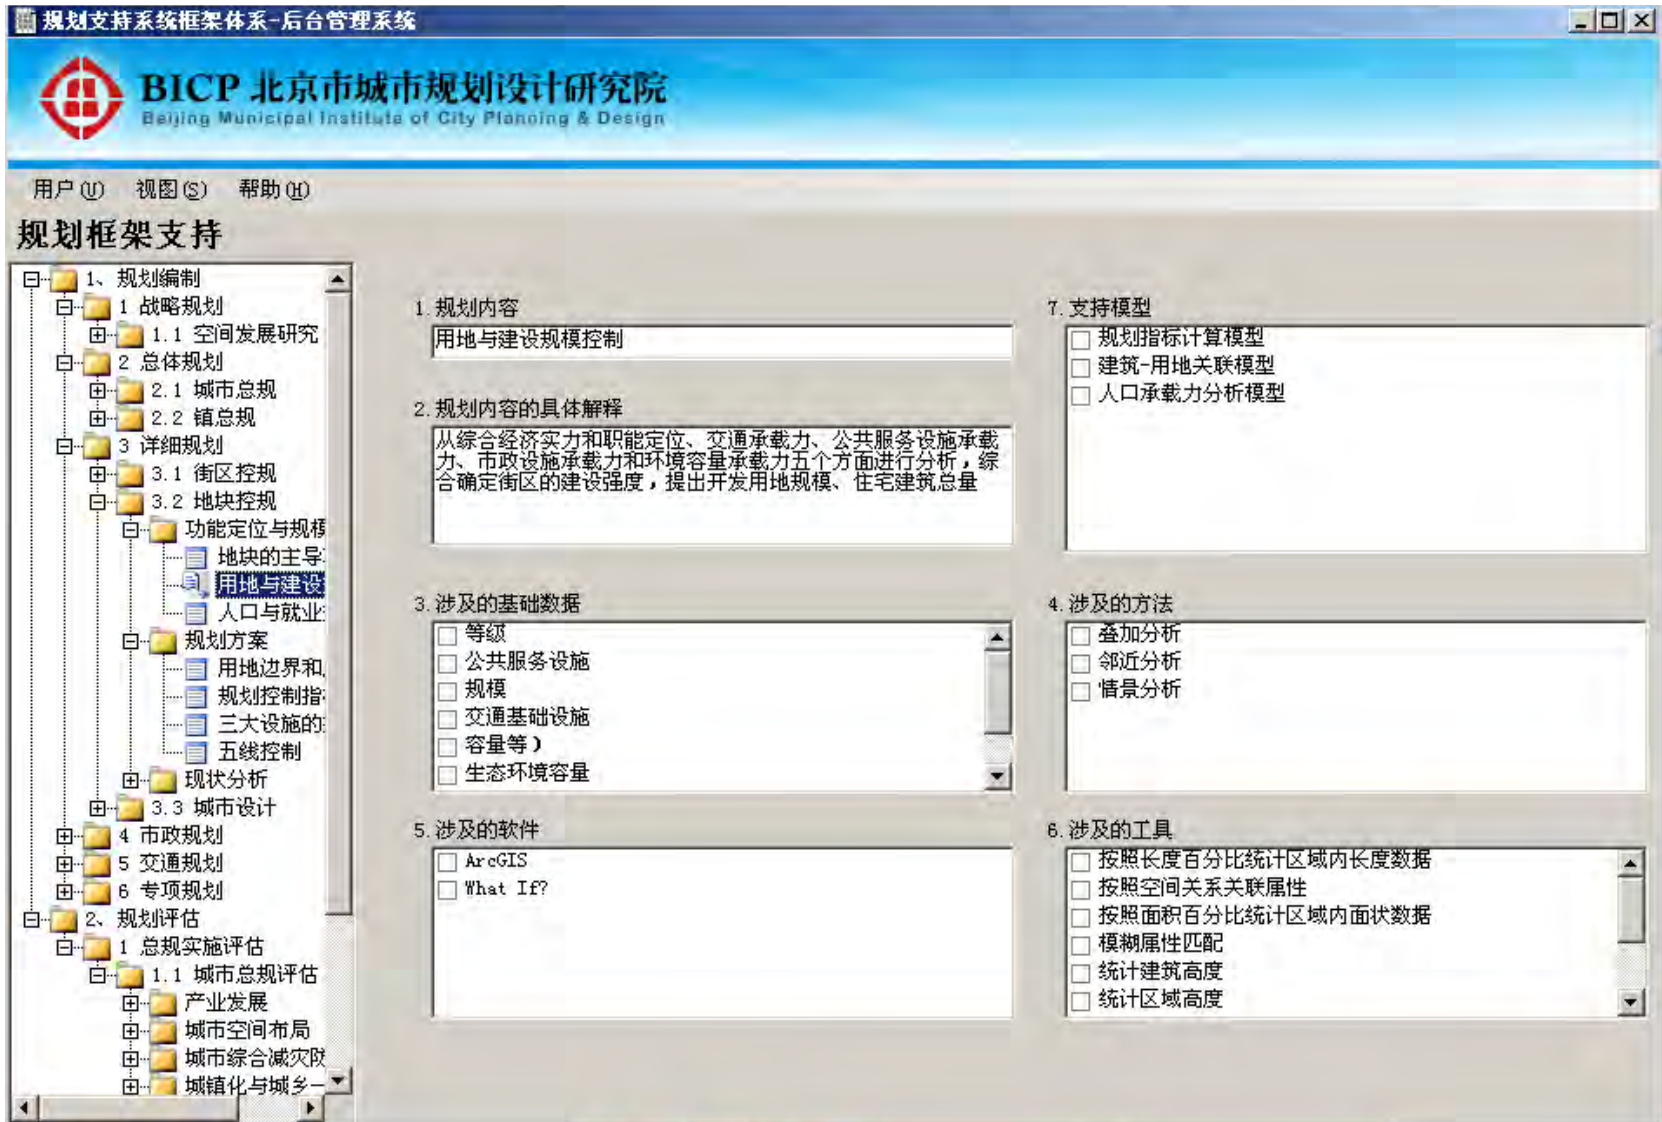 规划支持系统框架体系-后台管理系统
BICP 北京市城市规划设计研究院
Beijing Municipal Institute of City Planning & Design
用户(U) 视图(S) 帮助(H)
规划框架支持
1、规划编制
1 战略规划
1.1 空间发展研究
2 总体规划
2.1 城市总规
2.2 镇总规
3 详细规划
3.1 街区控规
3.2 地块控规
功能定位与规模
地块的主导
用地与建设
人口与就业
规划方案
用地边界和
规划控制指
三大设施的
五线控制
现状分析
3.3 城市设计
4 市政规划
5 交通规划
6 专项规划
2、规划评估
1 总规实施评估
1.1 城市总规评估
产业发展
城市空间布局
城市综合减灾防
城镇化与城乡一
1. 规划内容
用地与建设规模控制
2. 规划内容的具体解释
从综合经济实力和职能定位、交通承载力、公共服务设施承载
力、市政设施承载力和环境容量承载力五个方面进行分析，综
合确定街区的建设强度，提出开发用地规模、住宅建筑总量
7. 支持模型
规划指标计算模型
建筑-用地关联模型
人口承载力分析模型
3. 涉及的基础数据
等级
公共服务设施
规模
交通基础设施
容量等）
生态环境容量
4. 涉及的方法
叠加分析
邻近分析
情景分析
5. 涉及的软件
ArcGIS
What If?
6. 涉及的工具
按照长度百分比统计区域内长度数据
按照空间关系关联属性
按照面积百分比统计区域内面状数据
模糊属性匹配
统计建筑高度
统计区域高度